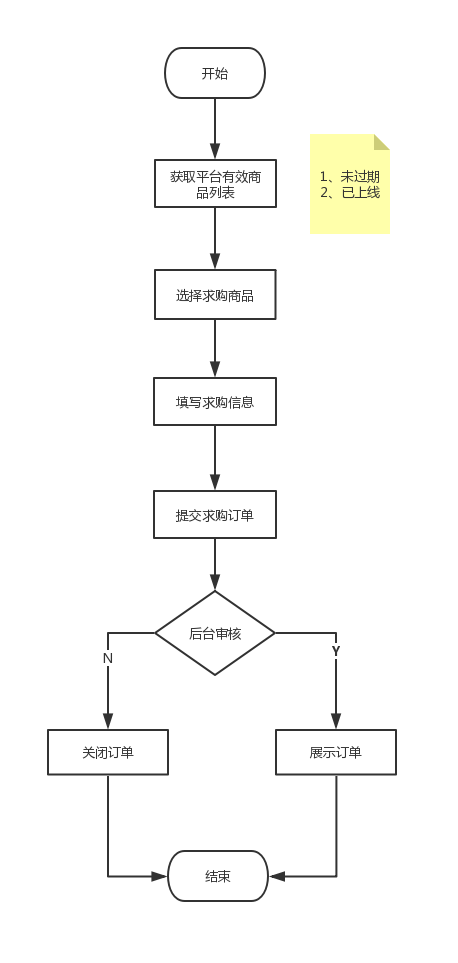 开始
获取平台有效商
品列表
1、未过期
2、已上线
选择求购商品
填写求购信息
提交求购订单
后台审核
N
Y
关闭订单
展示订单
结束